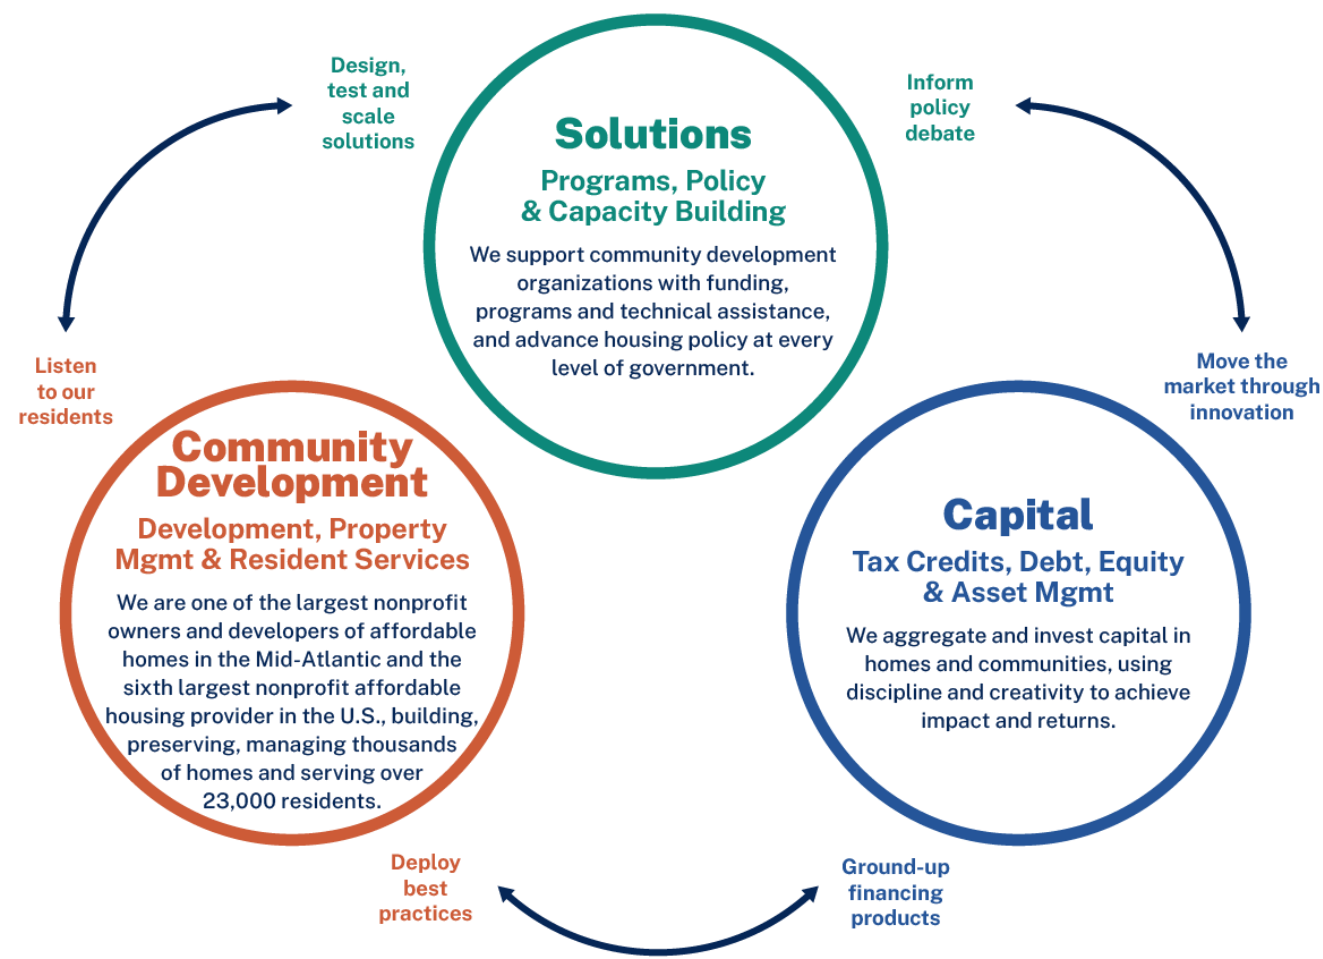 Design,
test and
scale
solutions
Inform
policy
debate
Solutions
Programs, Policy
& Capacity Building
We support community development
organizations with funding,
programs and technical assistance,
and advance housing policy at every
level of government.
Listen
to our
residents
Move the
market through
innovation
Community
Development
Development, Property
Mgmt & Resident Services
We are one of the largest nonprofit
owners and developers of affordable
homes in the Mid-Atlantic and the
sixth largest nonprofit affordable
housing provider in the U.S., building,
preserving, managing thousands
of homes and serving over
23,000 residents.
Capital
Tax Credits, Debt, Equity
& Asset Mgmt
We aggregate and invest capital in
homes and communities, using
discipline and creativity to achieve
impact and returns.
Deploy
best
practices
Ground-up
financing
products